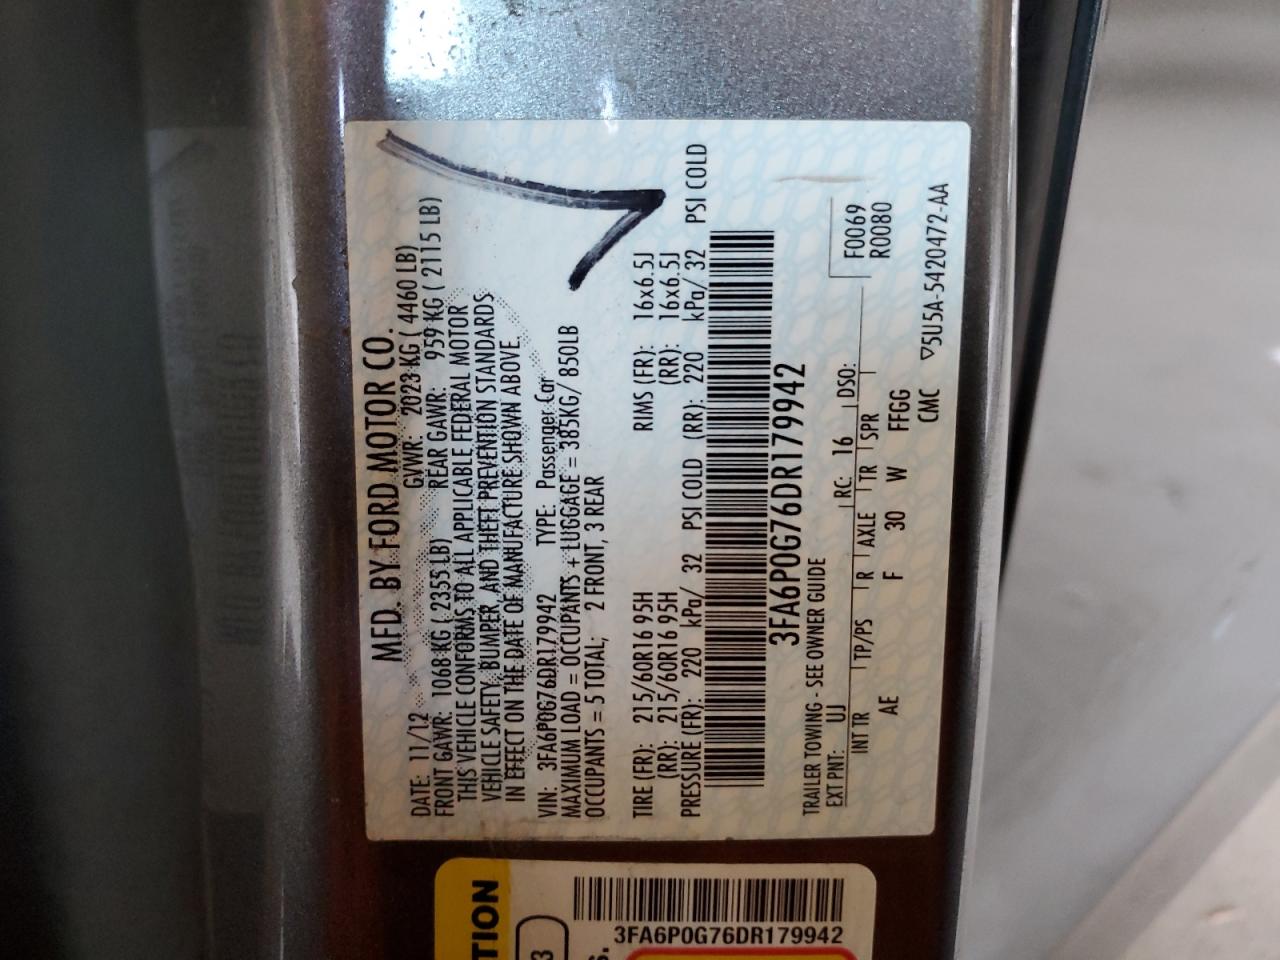 MFD. BY FORD MOTOR CO.
DATE: 11/12 GVWR: 2023 KG ( 4460 LB)
FRONT GAWR: 1068 KG ( 2355 LB) REAR GAWR: 959 KG ( 2115 LB)
THIS VEHICLE CONFORMS TO ALL APPLICABLE FEDERAL MOTOR
VEHICLE SAFETY, BUMPER, AND THEFT PREVENTION STANDARDS
IN EFFECT ON THE DATE OF MANUFACTURE SHOWN ABOVE.
VIN: 3FA6P0G76DR179942 TYPE: Passenger Car
MAXIMUM LOAD = OCCUPANTS + LUGGAGE = 385KG/ 850LB
OCCUPANTS = 5 TOTAL; 2 FRONT, 3 REAR
TIRE (FR): 215/60R16 95H RIMS (FR): 16x6.5J
(RR): 215/60R16 95H (RR): 16x6.5J
PRESSURE (FR): 220 kPa/ 32 PSI COLD (RR): 220 kPa/ 32 PSI COLD
3FA6P0G76DR179942
TRAILER TOWING - SEE OWNER GUIDE
EXT PNT: UJ RC: 16 DSO: F0069
R0080
INT TR TP/PS R AXLE TR SPR
AE F 30 W FFGG
CMC
▽5U5A-5420472-AA
TION
3
S.
3FA6P0G76DR179942